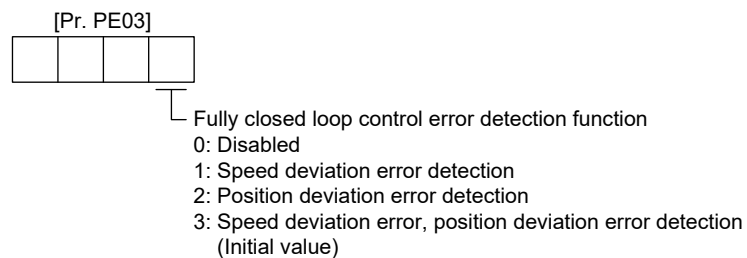 [Pr. PE03]
Fully closed loop control error detection function
0: Disabled
1: Speed deviation error detection
2: Position deviation error detection
3: Speed deviation error, position deviation error detection
(Initial value)